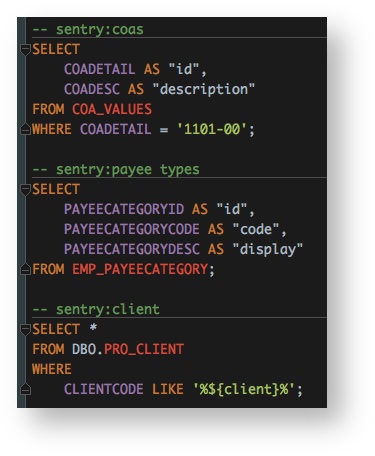 -- sentry:coas
SELECT
    COADETAIL AS "id",
    COADESC AS "description"
FROM COA_VALUES
WHERE COADETAIL = '1101-00';
-- sentry:payee types
SELECT
    PAYEECATEGORYID AS "id",
    PAYEECATEGORYCODE AS "code",
    PAYEECATEGORYDESC AS "display"
FROM EMP_PAYEECATEGORY;
-- sentry:client
SELECT *
FROM DBO.PRO_CLIENT
WHERE
    CLIENTCODE LIKE '%${client}%';